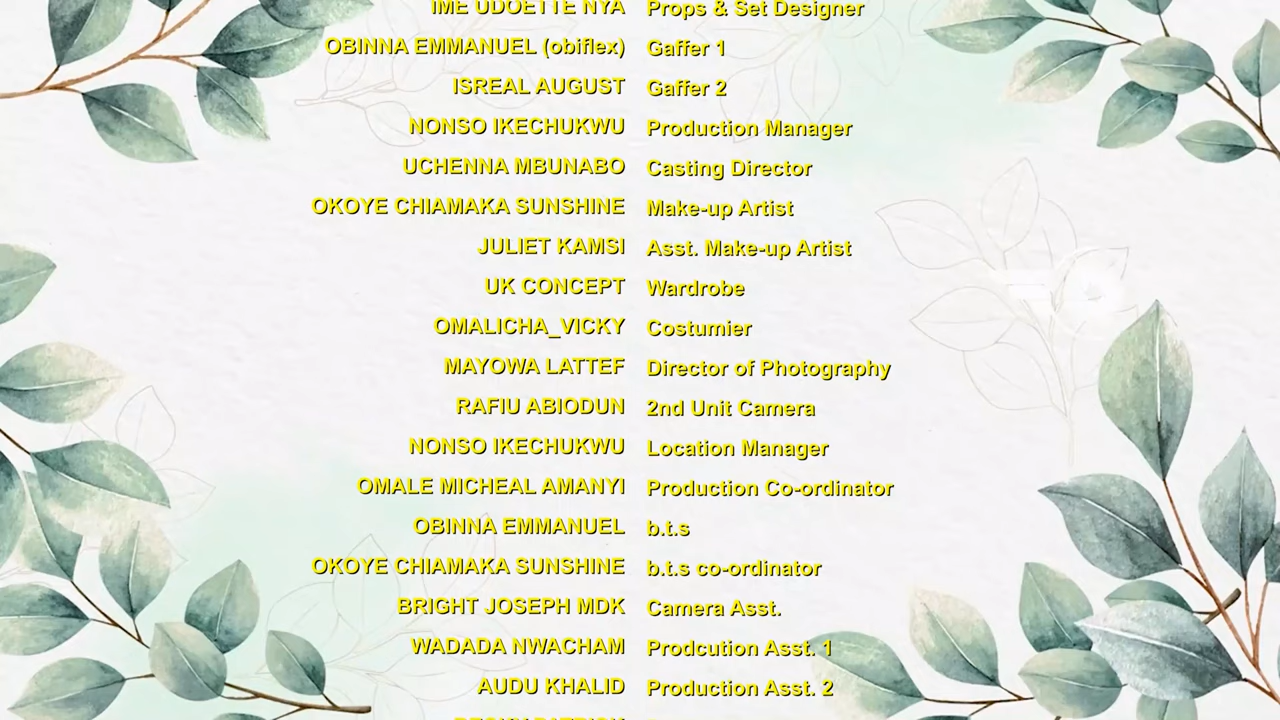 IME UDOETTE NYA Props & Set Designer
OBINNA EMMANUEL (obiflex) Gaffer 1
ISREAL AUGUST Gaffer 2
NONSO IKECHUKWU Production Manager
UCHENNA MBUNABO Casting Director
OKOYE CHIAMAKA SUNSHINE Make-up Artist
JULIET KAMSI Asst. Make-up Artist
UK CONCEPT Wardrobe
OMALICHA_VICKY Costumier
MAYOWA LATTEF Director of Photography
RAFIU ABIODUN 2nd Unit Camera
NONSO IKECHUKWU Location Manager
OMALE MICHEAL AMANYI Production Co-ordinator
OBINNA EMMANUEL b.t.s
OKOYE CHIAMAKA SUNSHINE b.t.s co-ordinator
BRIGHT JOSEPH MDK Camera Asst.
WADADA NWACHAM Prodcution Asst. 1
AUDU KHALID Production Asst. 2